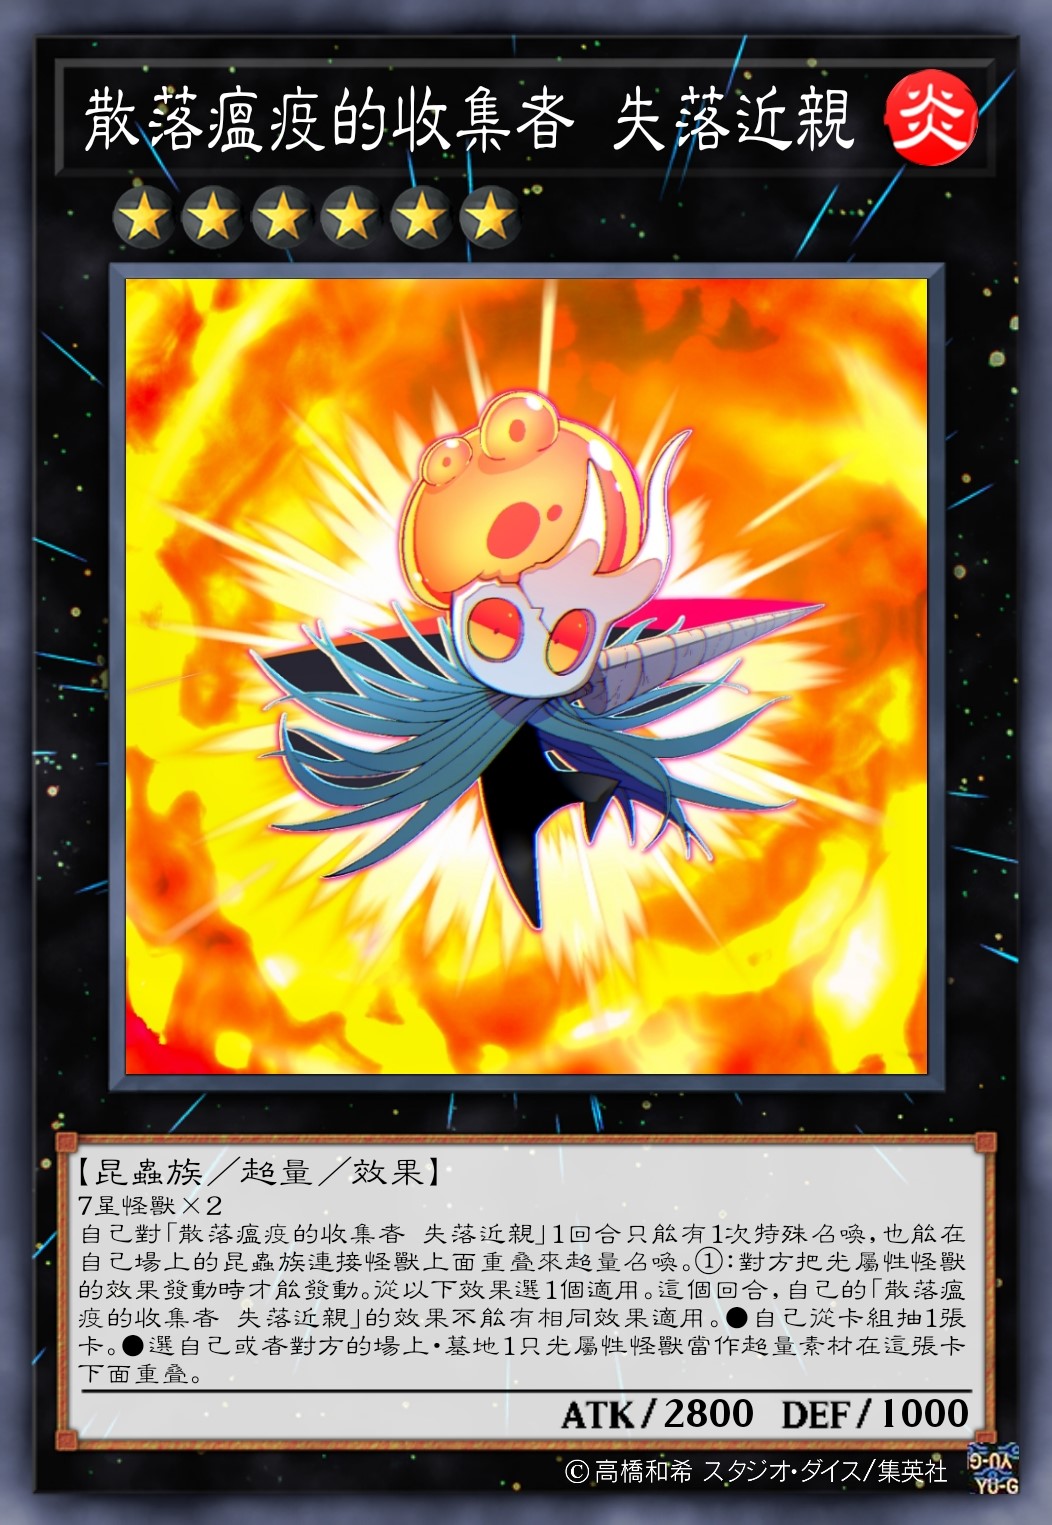 散落瘟疫的收集者 失落近親
炎
【昆蟲族／超量／效果】
7星怪獸×2
自己對「散落瘟疫的收集者 失落近親」1回合只能有1次特殊召喚,也能在
自己場上的昆蟲族連接怪獸上面重疊來超量召喚。①:對方把光屬性怪獸
的效果發動時才能發動。從以下效果選1個適用。這個回合,自己的「散落瘟
疫的收集者 失落近親」的效果不能有相同效果適用。●自己從卡組抽1張
卡。●選自己或者對方的場上・墓地1只光屬性怪獸當作超量素材在這張卡
下面重疊。
ATK/2800 DEF/1000
©高橋和希 スタジオ・ダイス/集英社
YU-G
YU-G